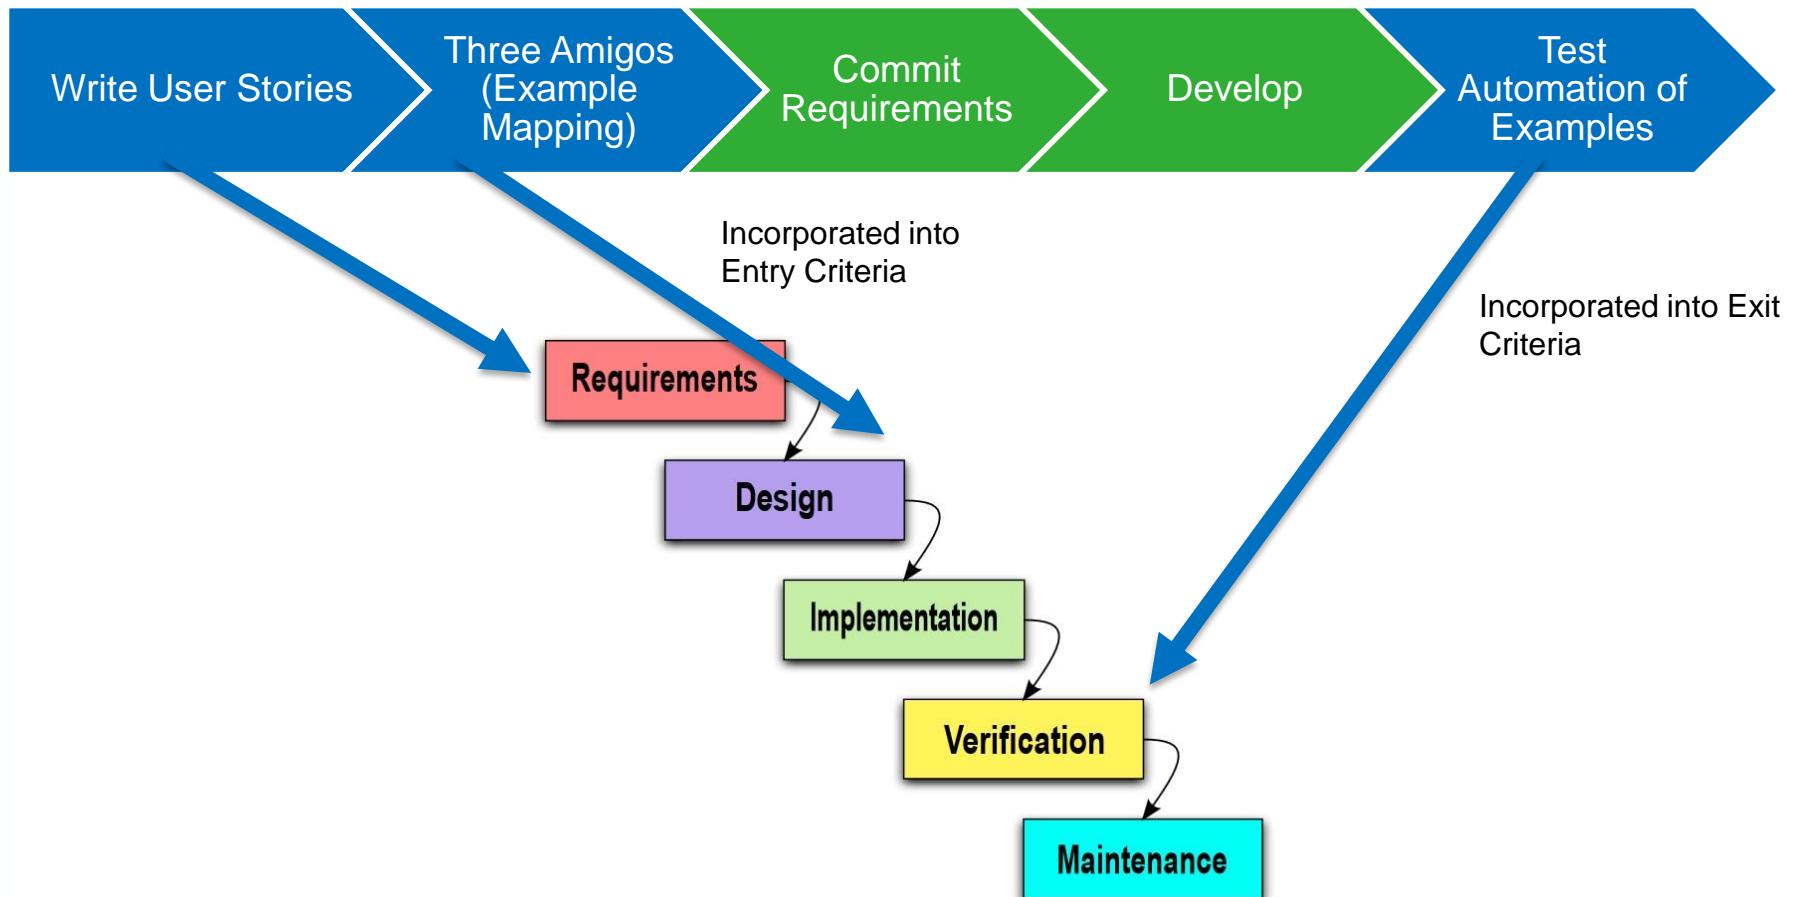 Write User Stories
Three Amigos
(Example
Mapping)
Commit
Requirements
Develop
Test
Automation of
Examples
Incorporated into
Entry Criteria
Incorporated into Exit
Criteria
Requirements
Design
Implementation
Verification
Maintenance